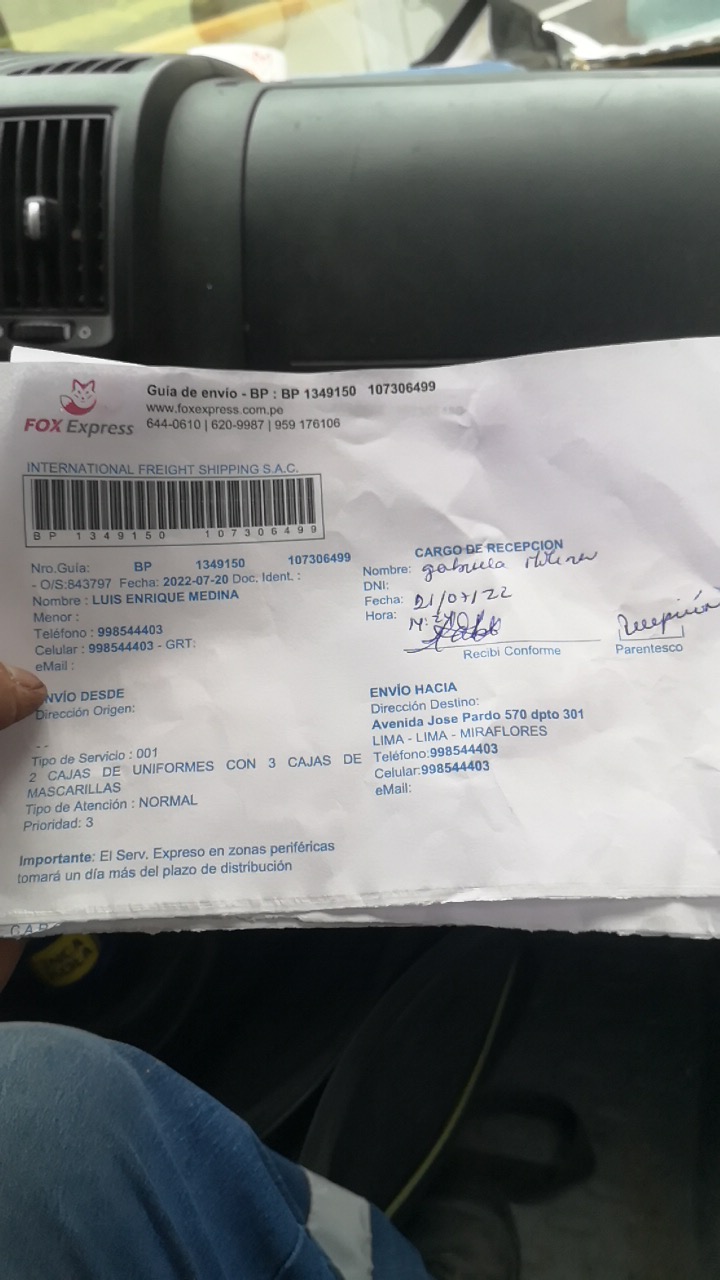 FOX Express
Guia de envio - BP : BP 1349150 107306499
www.foxexpress.com.pe
644-0610 | 620-9987 | 959 176106
INTERNATIONAL FREIGHT SHIPPING S.A.C.
BP 1349150 107306499
Nro.Guía: BP 1349150 107306499
- O/S:843797 Fecha: 2022-07-20 Doc. Ident. :
Nombre : LUIS ENRIQUE MEDINA
Menor :
Teléfono : 998544403
Celular : 998544403 - GRT:
eMail :
CARGO DE RECEPCION
Nombre: gabriela
DNI:
Fecha: 21/07/22
Hora:
Recibi Conforme
Recepción
Parentesco
ENVÍO DESDE
Dirección Origen:
- -
Tipo de Servicio : 001
2 CAJAS DE UNIFORMES CON 3 CAJAS DE
MASCARILLAS
Tipo de Atención : NORMAL
Prioridad: 3
ENVÍO HACIA
Dirección Destino:
Avenida Jose Pardo 570 dpto 301
LIMA - LIMA - MIRAFLORES
Teléfono:998544403
Celular:998544403
eMail:
Importante: El Serv. Expreso en zonas periféricas
tomará un día más del plazo de distribución